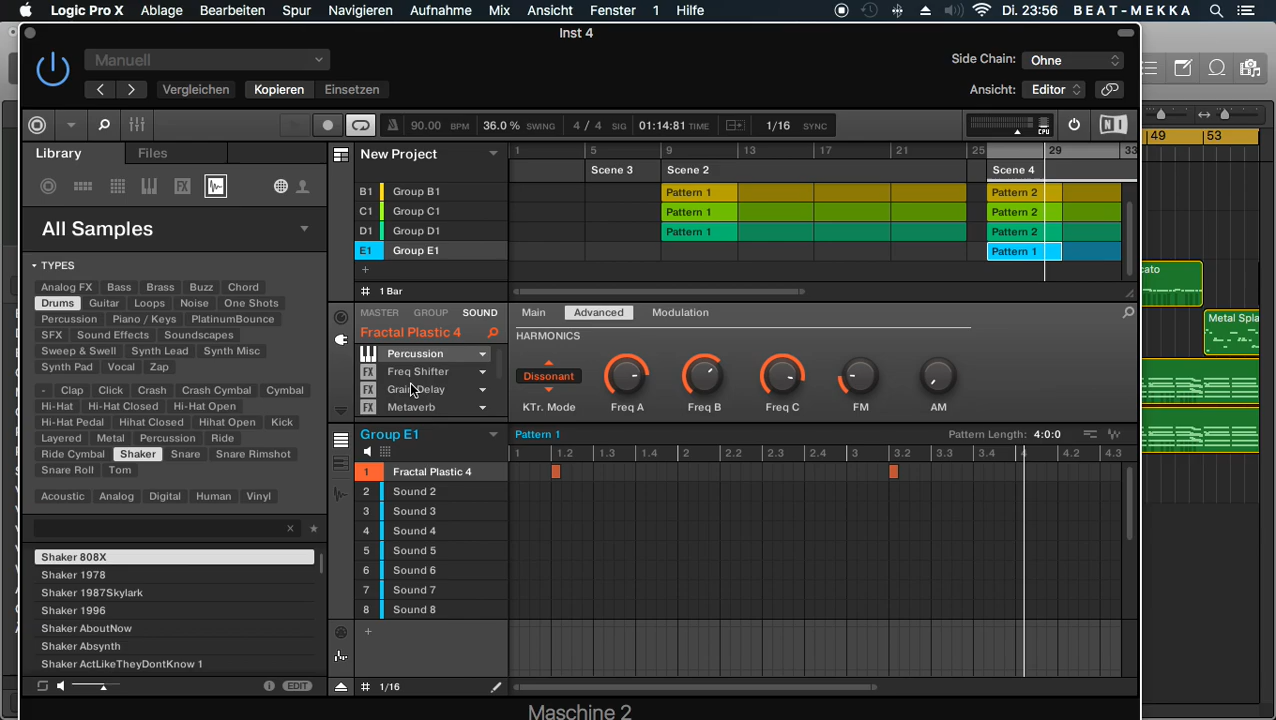 Logic Pro X Ablage Bearbeiten Spur Navigieren Aufnahme Mix Ansicht Fenster 1 Hilfe Di. 23:56 BEAT-MEKKA
Inst 4
Manuell
Side Chain: Ohne
Vergleichen Kopieren Einsetzen
Ansicht: Editor
90.00 BPM 36.0% SWING 4 / 4 SIG 01:14:81 TIME 1/16 SYNC
CPU
49 53
Library Files
New Project
1 5 9 13 17 21 25 29 33
Scene 3 Scene 2 Scene 4
B1 Group B1 Pattern 1 Pattern 2
C1 Group C1 Pattern 1 Pattern 2
D1 Group D1 Pattern 1 Pattern 2
E1 Group E1 Pattern 1
+
1 Bar
cato
Metal Spla
All Samples
TYPES
Analog FX Bass Brass Buzz Chord
Drums Guitar Loops Noise One Shots
Percussion Piano / Keys PlatinumBounce
SFX Sound Effects Soundscapes
Sweep & Swell Synth Lead Synth Misc
Synth Pad Vocal Zap
- Clap Click Crash Crash Cymbal
Hi-Hat Hi-Hat Closed Hi-Hat Open
Hi-Hat Pedal Hihat Closed Hihat Open Kick
Layered Metal Percussion Ride
Ride Cymbal Shaker Snare Snare Rimshot
Snare Roll Tom
Acoustic Analog Digital Human Vinyl
Shaker 808X
Shaker 1978
Shaker 1987Skylark
Shaker 1996
Shaker AboutNow
Shaker Absynth
Shaker ActLikeTheyDontKnow 1
EDIT
MASTER GROUP SOUND
Fractal Plastic 4
Percussion
FX Freq Shifter
FX Grain Delay
FX Metaverb
Main Advanced Modulation
HARMONICS
Dissonant
KTr. Mode Freq A Freq B Freq C FM AM
Group E1
Pattern 1 Pattern Length: 4:0:0
1.2 1.3 1.4 2 2.2 2.3 2.4 3 3.2 3.3 3.4 4 4.2 4.3
1 Fractal Plastic 4
2 Sound 2
3 Sound 3
4 Sound 4
5 Sound 5
6 Sound 6
7 Sound 7
8 Sound 8
+
1/16
Maschine 2